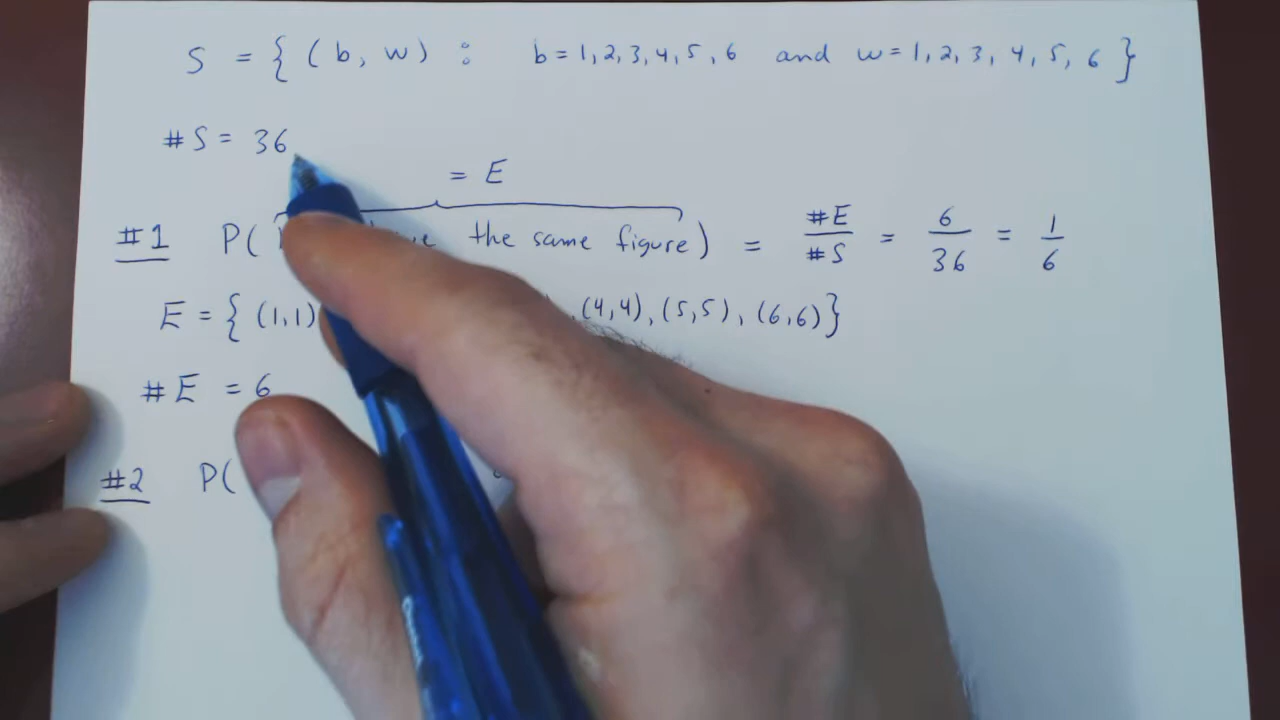 S = { (b, w) : b = 1, 2, 3, 4, 5, 6 and w = 1, 2, 3, 4, 5, 6 }
#S = 36
= E
#1 P( the same figure) = #E/#S = 6/36 = 1/6
E = { (1,1) , (4,4), (5,5), (6,6) }
#E = 6
#2 P(